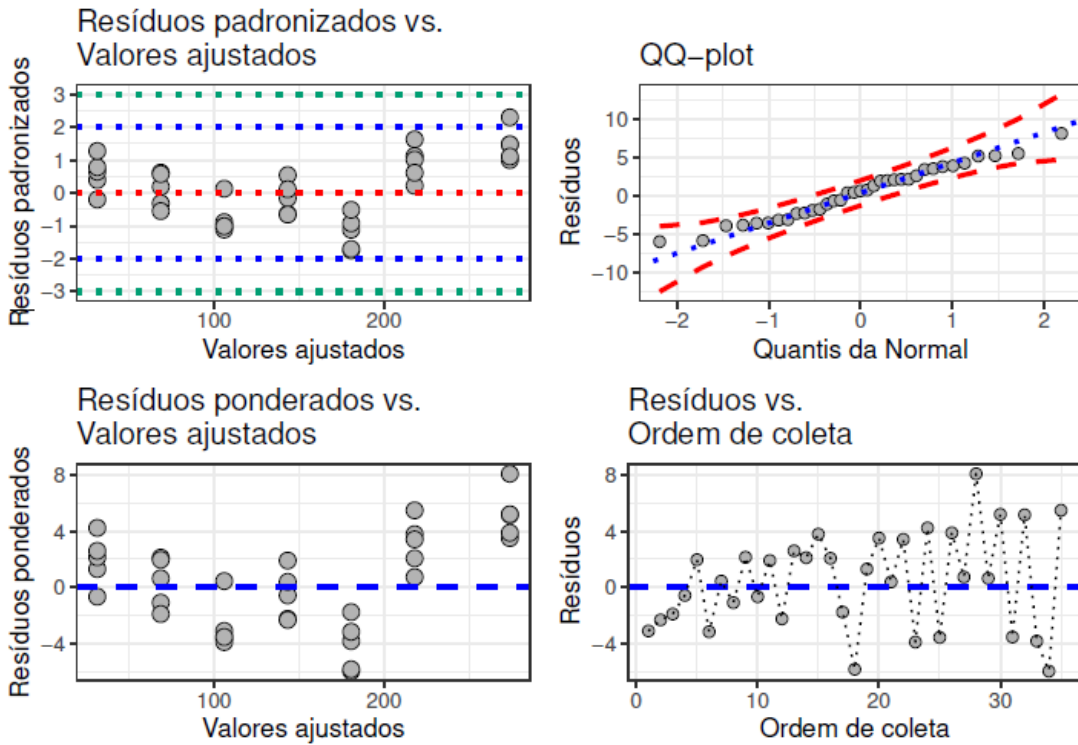 Resíduos padronizados vs.
Valores ajustados
Resíduos padronizados
3
2
1
0
−1
−2
−3
100
200
Valores ajustados
QQ−plot
Resíduos
10
5
0
−5
−10
−2
−1
0
1
2
Quantis da Normal
Resíduos ponderados vs.
Valores ajustados
Resíduos ponderados
8
4
0
−4
100
200
Valores ajustados
Resíduos vs.
Ordem de coleta
Resíduos
8
4
0
−4
0
10
20
30
Ordem de coleta